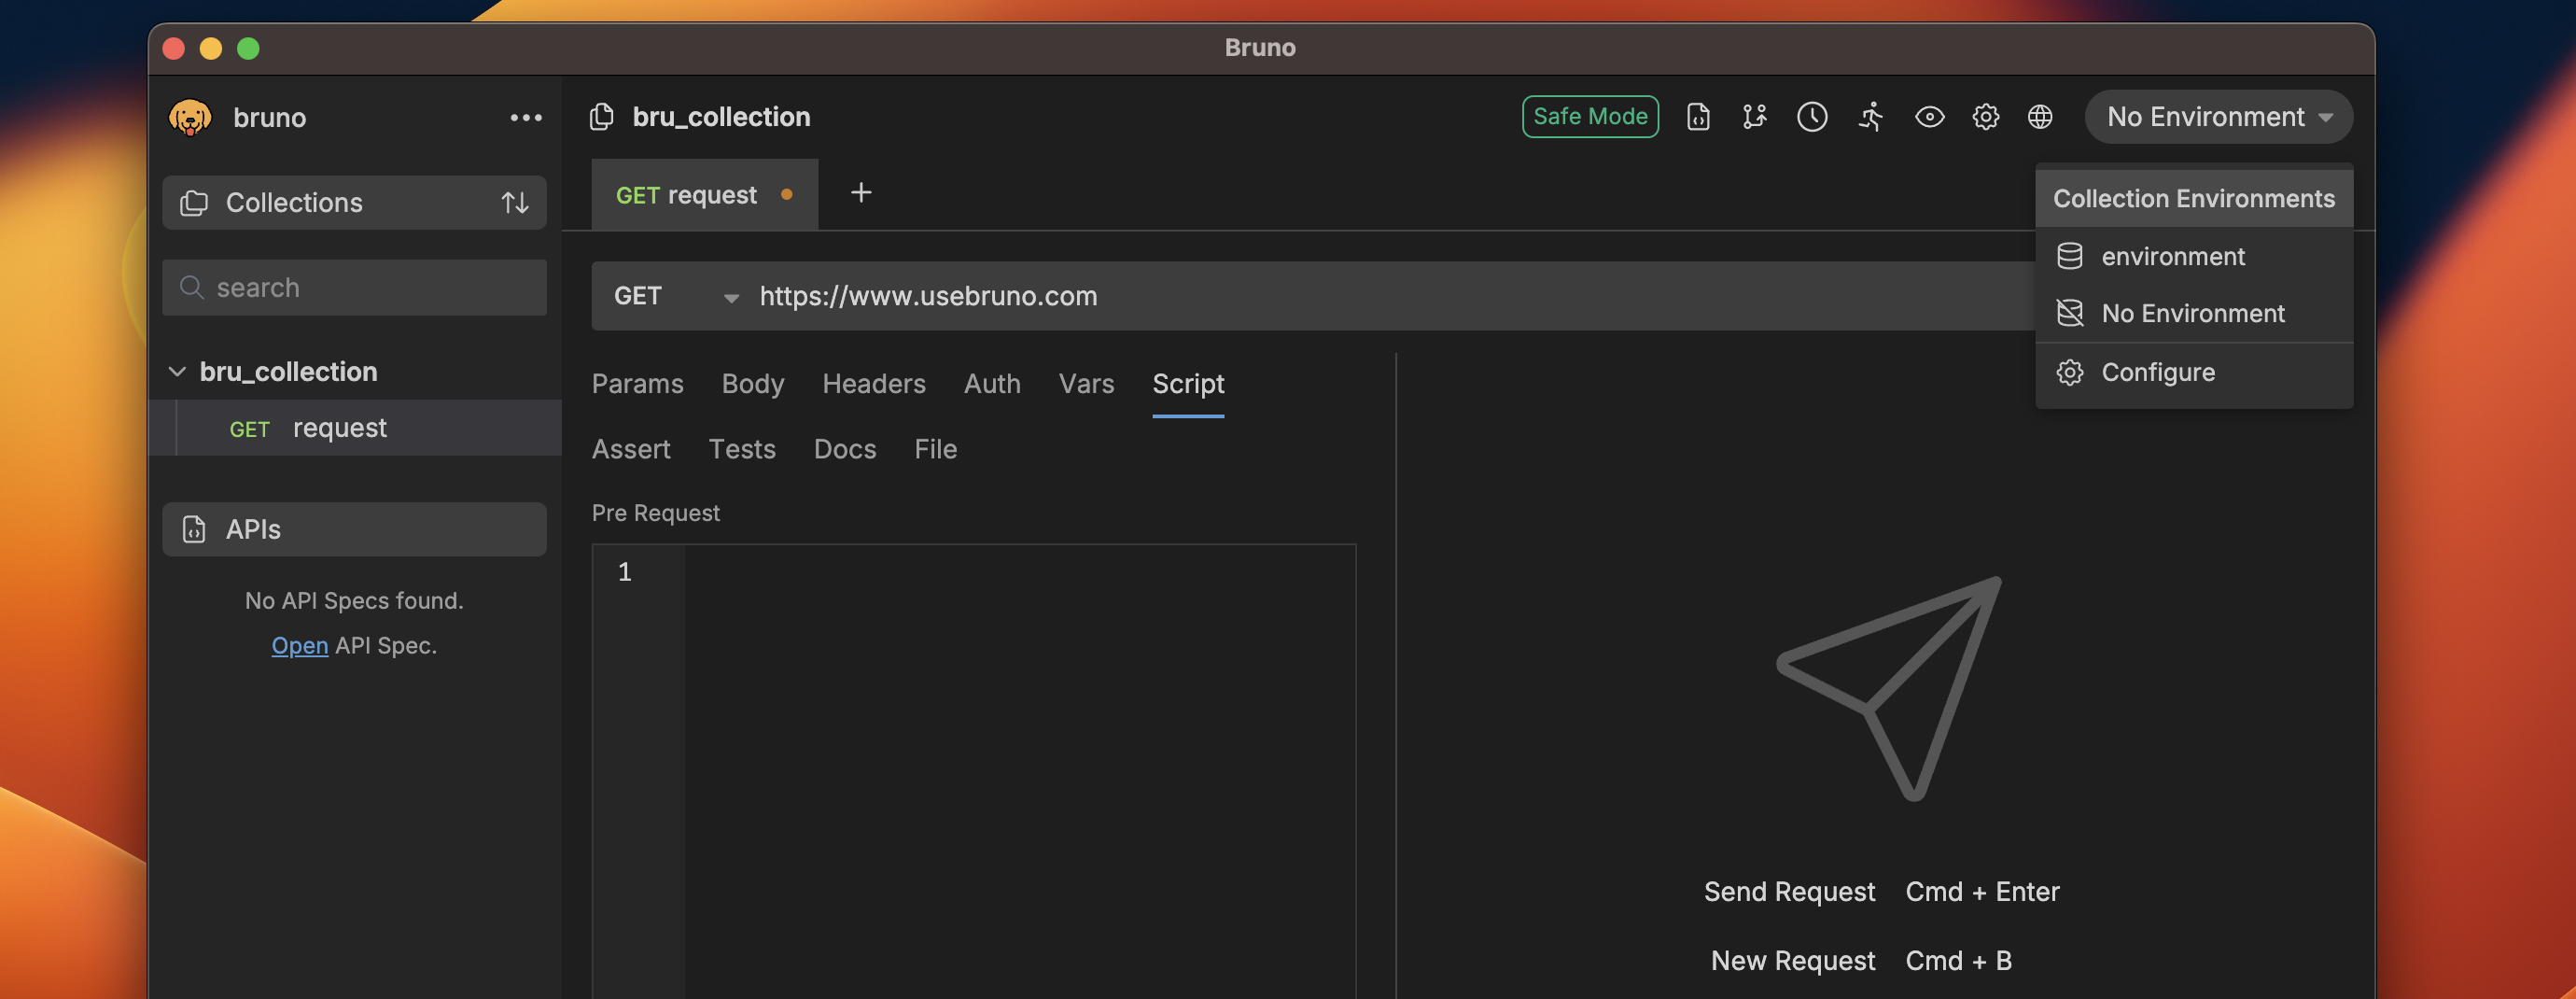 Bruno
bruno
Collections
search
bru_collection
GET request
APIs
No API Specs found.
Open API Spec.
bru_collection
Safe Mode
No Environment
GET request
GET https://www.usebruno.com
Collection Environments
environment
No Environment
Configure
Params Body Headers Auth Vars Script
Assert Tests Docs File
Pre Request
1
Send Request Cmd + Enter
New Request Cmd + B